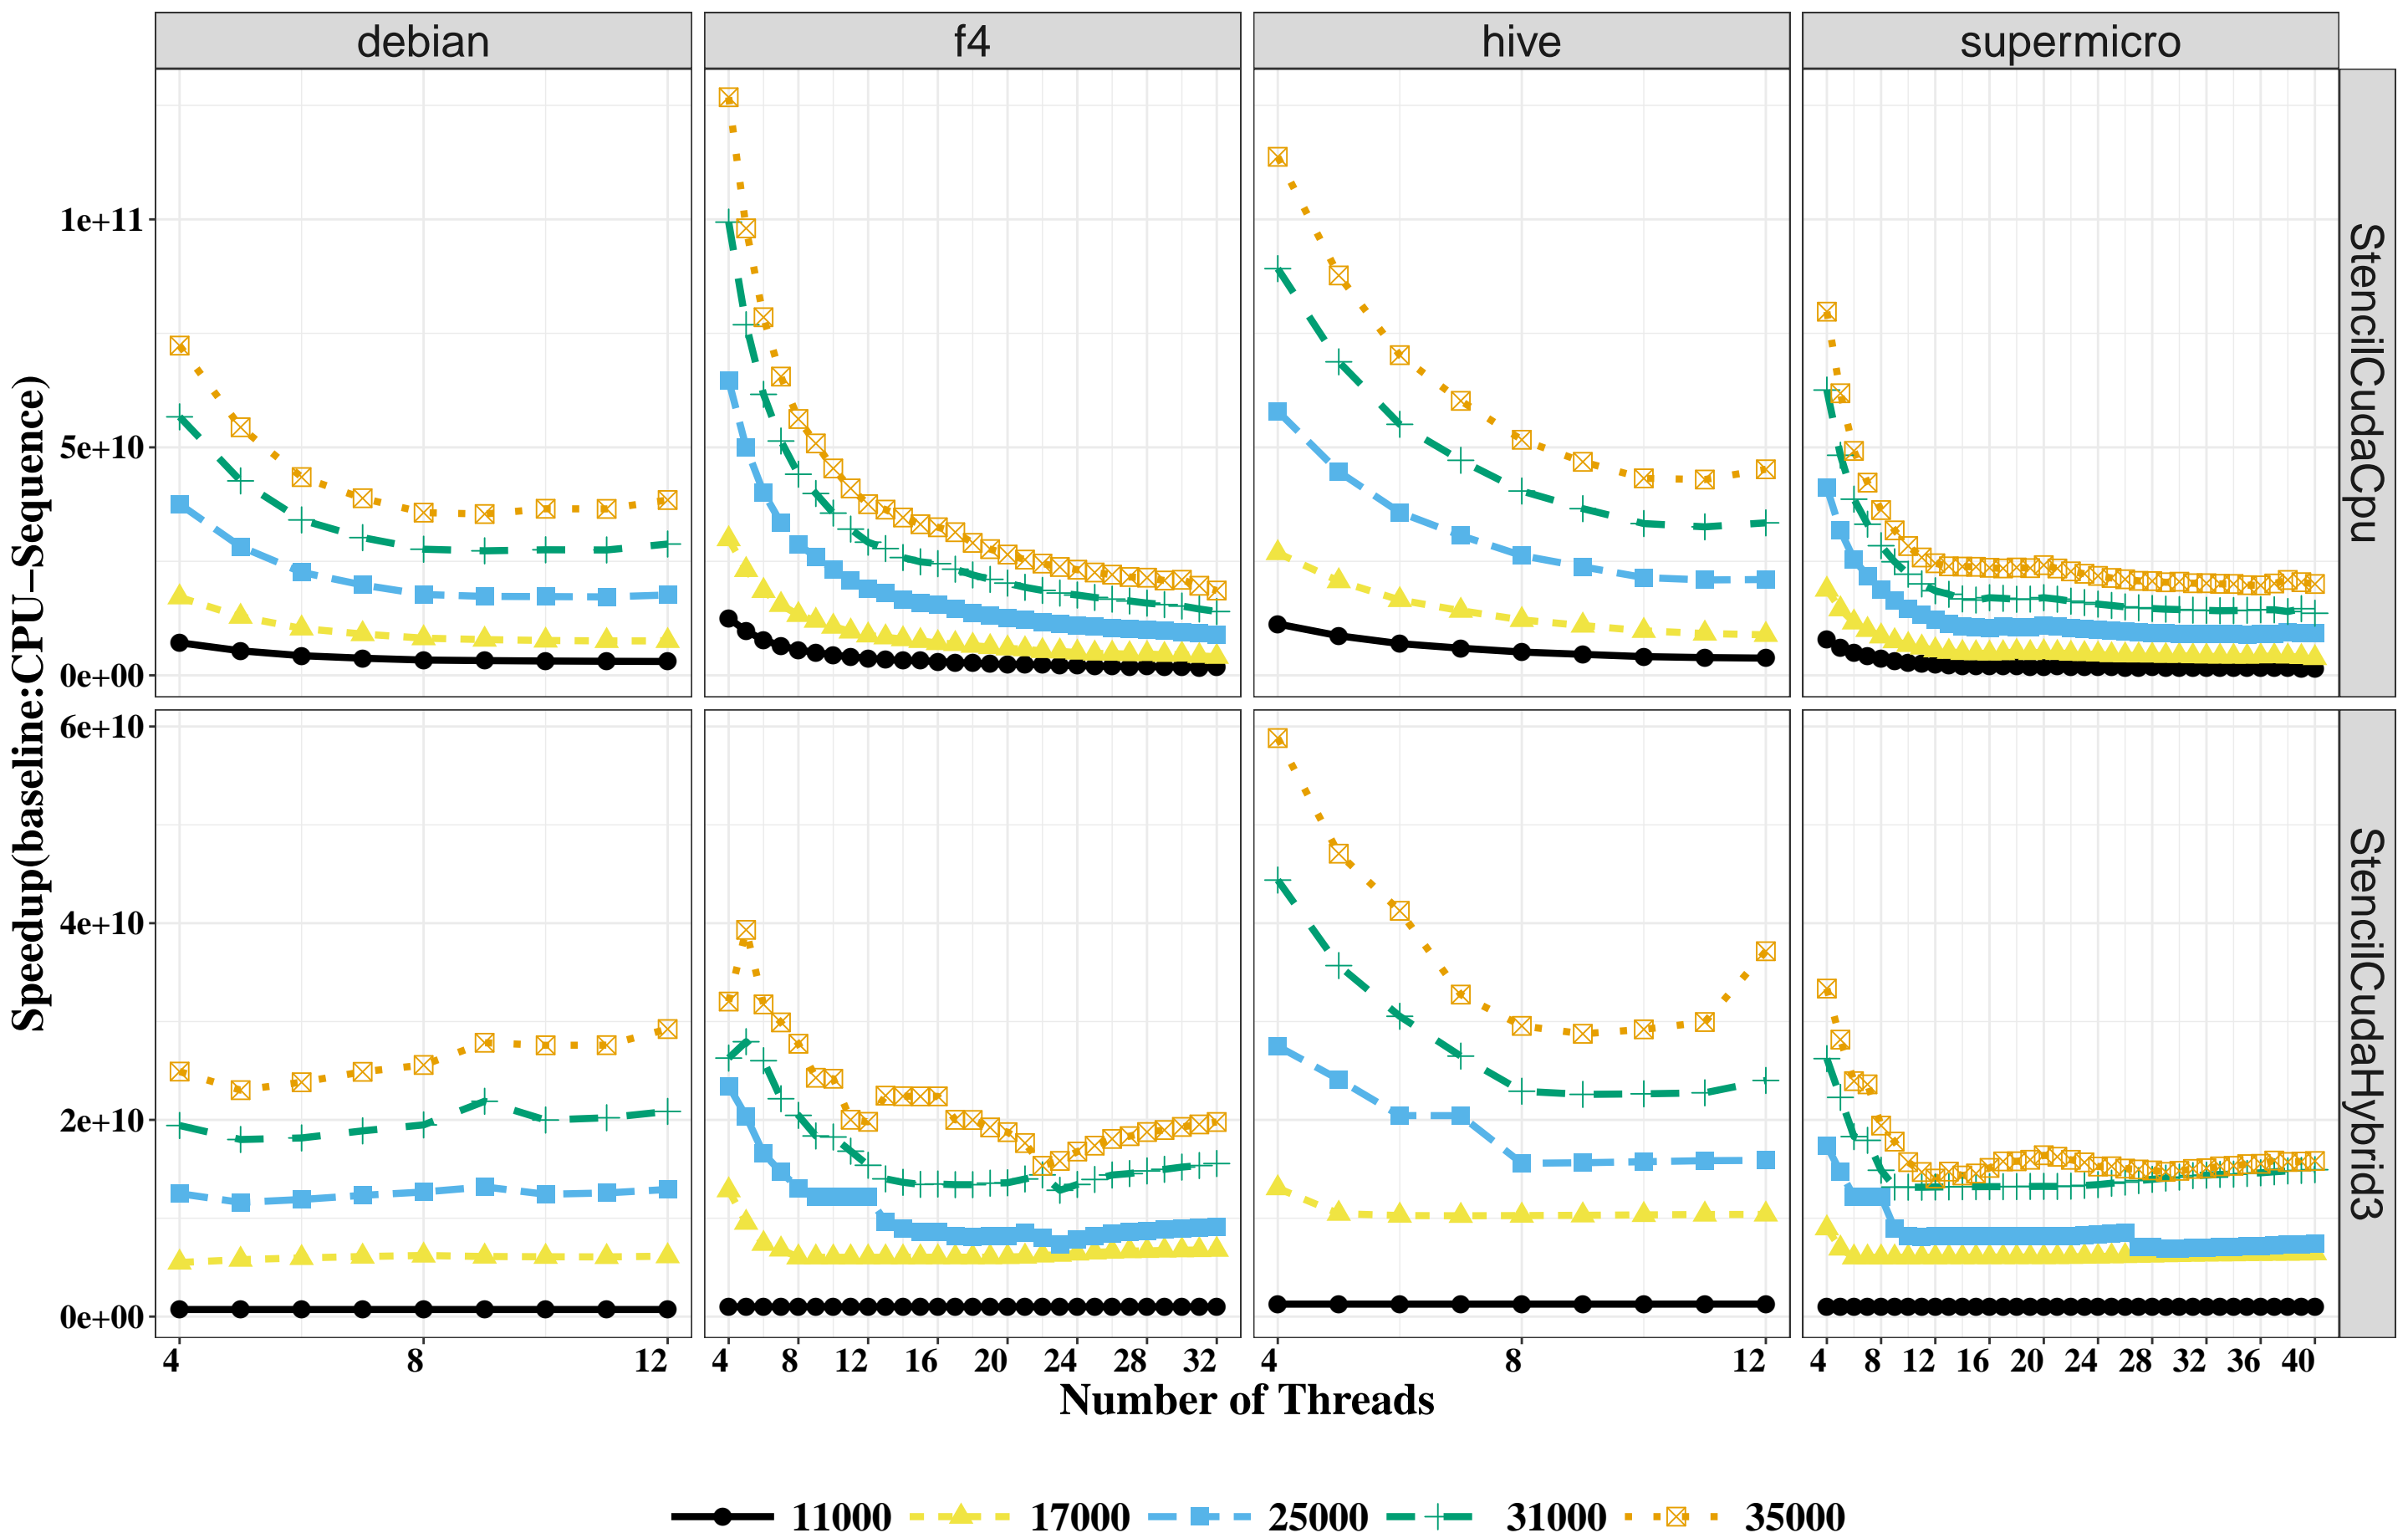 debian f4 hive supermicro
Speedup(baseline:CPU−Sequence)
1e+11
5e+10
0e+00
StencilCudaCpu
6e+10
4e+10
2e+10
0e+00
StencilCudaHybrid3
4 8 12 4 8 12 16 20 24 28 32 4 8 12 4 8 12 16 20 24 28 32 36 40
Number of Threads
11000 17000 25000 31000 35000